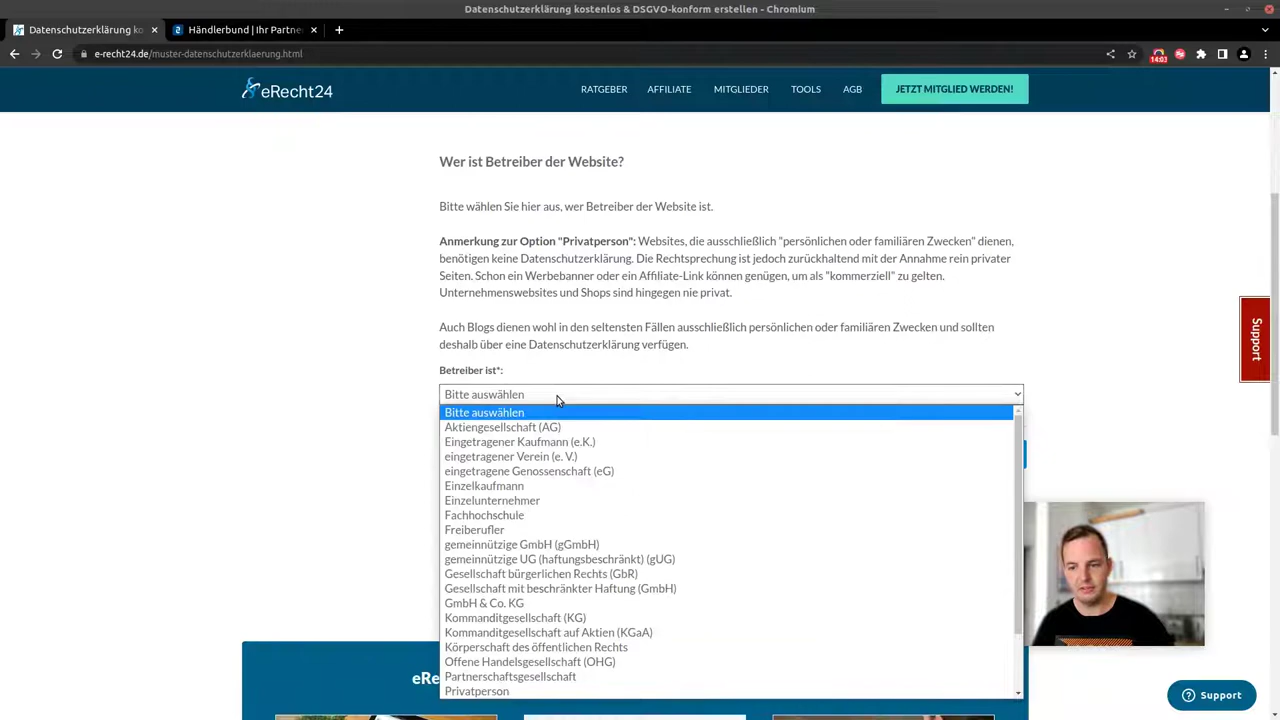 Datenschutzerklärung kostenlos & DSGVO-konform erstellen - Chromium
Datenschutzerklärung ko
Händlerbund | Ihr Partne
e-recht24.de/muster-datenschutzerklaerung.html
14:03
eRecht24
RATGEBER
AFFILIATE
MITGLIEDER
TOOLS
AGB
JETZT MITGLIED WERDEN!
Wer ist Betreiber der Website?
Bitte wählen Sie hier aus, wer Betreiber der Website ist.
Anmerkung zur Option "Privatperson": Websites, die ausschließlich "persönlichen oder familiären Zwecken" dienen,
benötigen keine Datenschutzerklärung. Die Rechtsprechung ist jedoch zurückhaltend mit der Annahme rein privater
Seiten. Schon ein Werbebanner oder ein Affiliate-Link können genügen, um als "kommerziell" zu gelten.
Unternehmenswebsites und Shops sind hingegen nie privat.
Auch Blogs dienen wohl in den seltensten Fällen ausschließlich persönlichen oder familiären Zwecken und sollten
deshalb über eine Datenschutzerklärung verfügen.
Betreiber ist*:
Bitte auswählen
Bitte auswählen
Aktiengesellschaft (AG)
Eingetragener Kaufmann (e.K.)
eingetragener Verein (e. V.)
eingetragene Genossenschaft (eG)
Einzelkaufmann
Einzelunternehmer
Fachhochschule
Freiberufler
gemeinnützige GmbH (gGmbH)
gemeinnützige UG (haftungsbeschränkt) (gUG)
Gesellschaft bürgerlichen Rechts (GbR)
Gesellschaft mit beschränkter Haftung (GmbH)
GmbH & Co. KG
Kommanditgesellschaft (KG)
Kommanditgesellschaft auf Aktien (KGaA)
Körperschaft des öffentlichen Rechts
Offene Handelsgesellschaft (OHG)
Partnerschaftsgesellschaft
Privatperson
Support
eRe
Support